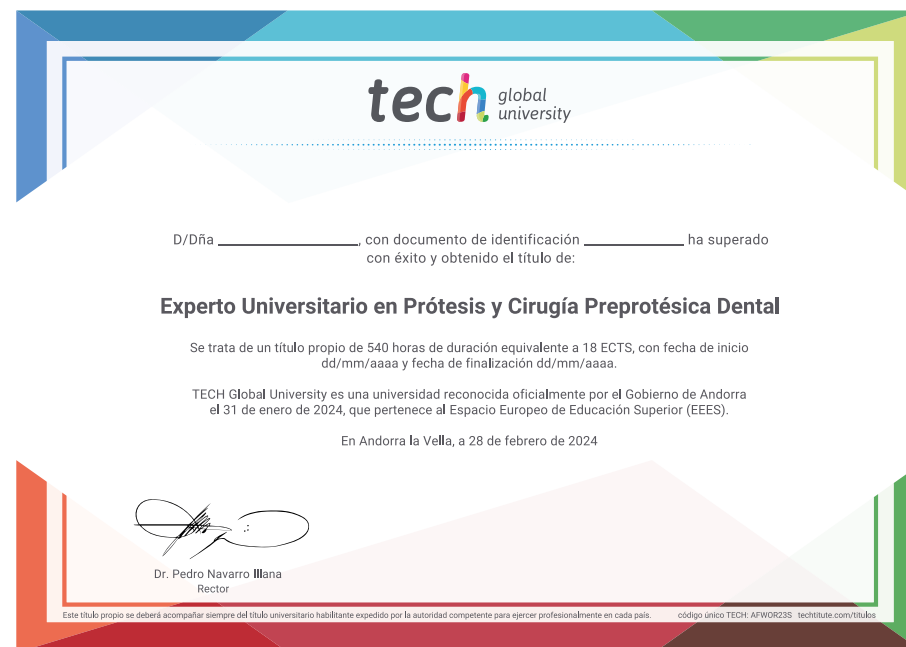 tech global university
D/Dña ____________, con documento de identificación ____________ ha superado
con éxito y obtenido el título de:
Experto Universitario en Prótesis y Cirugía Preprotésica Dental
Se trata de un título propio de 540 horas de duración equivalente a 18 ECTS, con fecha de inicio
dd/mm/aaaa y fecha de finalización dd/mm/aaaa.
TECH Global University es una universidad reconocida oficialmente por el Gobierno de Andorra
el 31 de enero de 2024, que pertenece al Espacio Europeo de Educación Superior (EEES).
En Andorra la Vella, a 28 de febrero de 2024
Dr. Pedro Navarro Illana
Rector
Este título propio se deberá acompañar siempre del título universitario habilitante expedido por la autoridad competente para ejercer profesionalmente en cada país. código único TECH: AFWOR23S techtitute.com/titulos